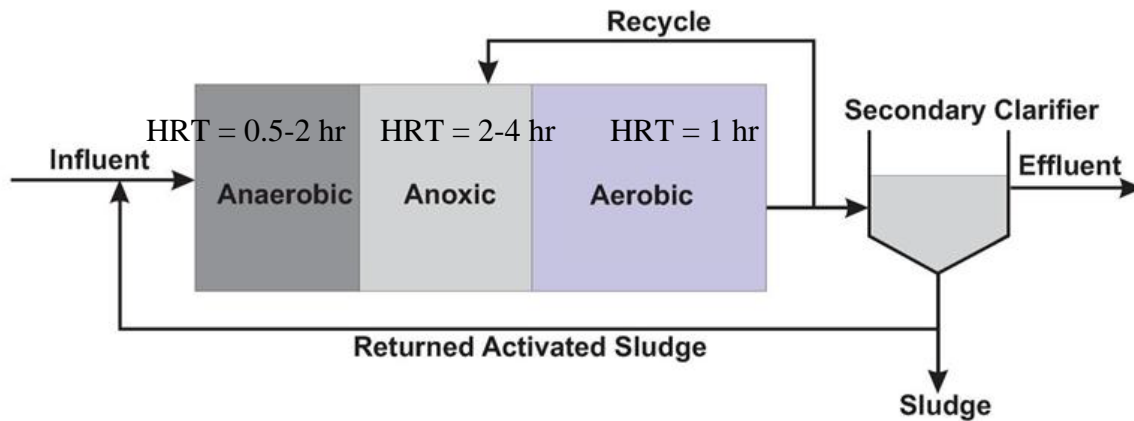 Recycle
Secondary Clarifier
HRT = 0.5-2 hr HRT = 2-4 hr HRT = 1 hr
Influent
Effluent
Anaerobic Anoxic Aerobic
Returned Activated Sludge
Sludge